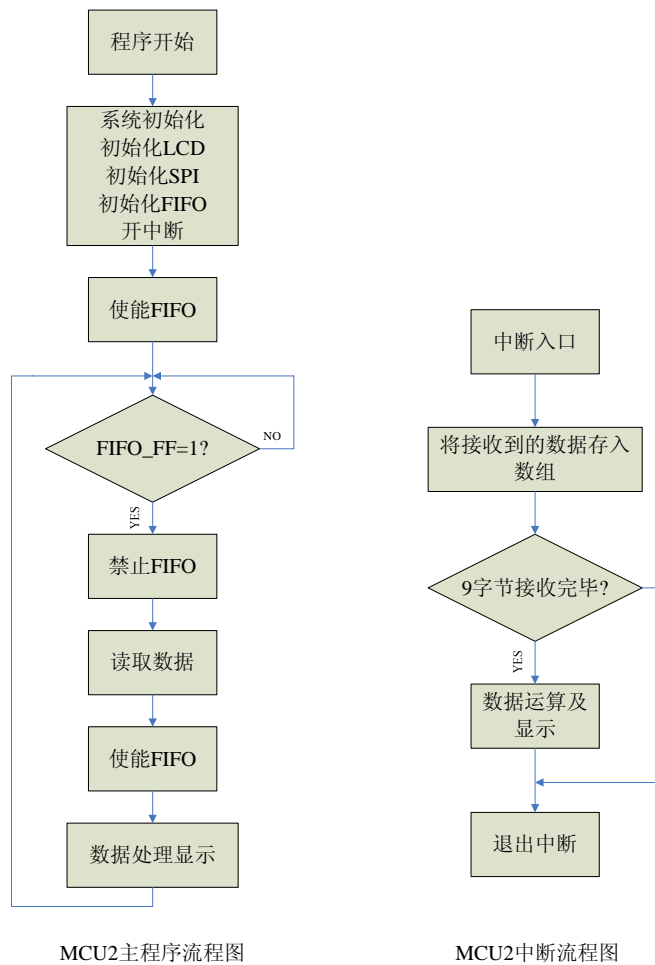 程序开始
系统初始化
初始化LCD
初始化SPI
初始化FIFO
开中断
使能FIFO
FIFO_FF=1?
NO
YES
禁止FIFO
读取数据
使能FIFO
数据处理显示
MCU2主程序流程图
中断入口
将接收到的数据存入
数组
9字节接收完毕?
YES
数据运算及
显示
退出中断
MCU2中断流程图